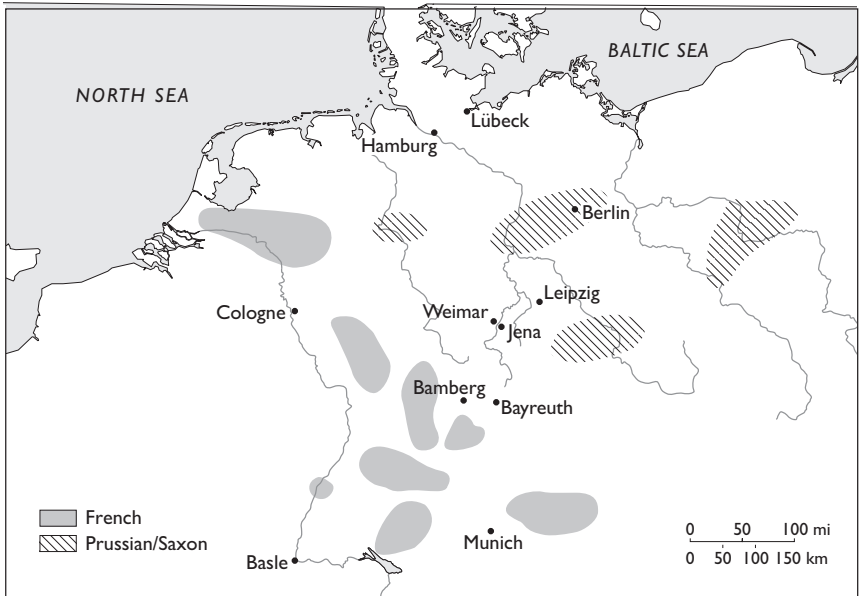 BALTIC SEA
NORTH SEA
Lübeck
Hamburg
Berlin
Leipzig
Cologne
Weimar
Jena
Bamberg
Bayreuth
French
Prussian/Saxon
Munich
Basle
0 50 100 mi
0 50 100 150 km